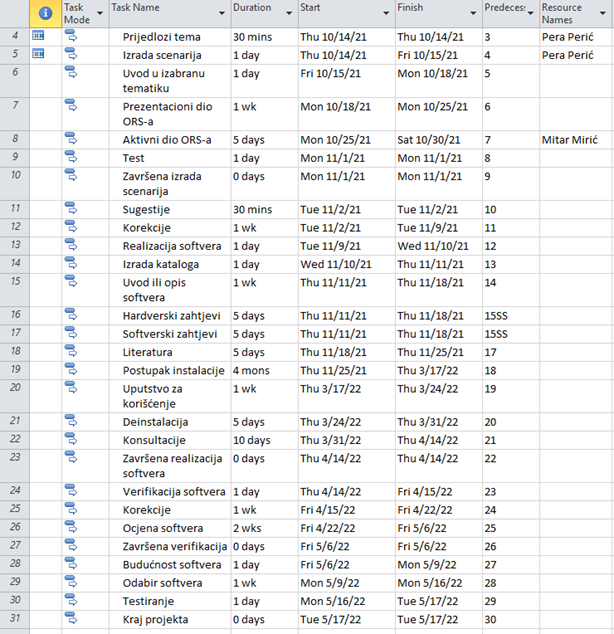 Task Mode Task Name Duration Start Finish Predeces: Resource Names
4 Prijedlozi tema 30 mins Thu 10/14/21 Thu 10/14/21 3 Pera Perić
5 Izrada scenarija 1 day Thu 10/14/21 Fri 10/15/21 4 Pera Perić
6 Uvod u izabranu 1 day Fri 10/15/21 Mon 10/18/21 5
tematiku
7 Prezentacioni dio 1 wk Mon 10/18/21 Mon 10/25/21 6
ORS-a
8 Aktivni dio ORS-a 5 days Mon 10/25/21 Sat 10/30/21 7 Mitar Mirić
9 Test 1 day Mon 11/1/21 Mon 11/1/21 8
10 Završena izrada 0 days Mon 11/1/21 Mon 11/1/21 9
scenarija
11 Sugestije 30 mins Tue 11/2/21 Tue 11/2/21 10
12 Korekcije 1 wk Tue 11/2/21 Tue 11/9/21 11
13 Realizacija softvera 1 day Tue 11/9/21 Wed 11/10/21 12
14 Izrada kataloga 1 day Wed 11/10/21 Thu 11/11/21 13
15 Uvod ili opis 1 wk Thu 11/11/21 Thu 11/18/21 14
softvera
16 Hardverski zahtjevi 5 days Thu 11/11/21 Thu 11/18/21 15SS
17 Softverski zahtjevi 5 days Thu 11/11/21 Thu 11/18/21 15SS
18 Literatura 5 days Thu 11/18/21 Thu 11/25/21 17
19 Postupak instalacije 4 mons Thu 11/25/21 Thu 3/17/22 18
20 Uputstvo za 1 wk Thu 3/17/22 Thu 3/24/22 19
korišćenje
21 Deinstalacija 5 days Thu 3/24/22 Thu 3/31/22 20
22 Konsultacije 10 days Thu 3/31/22 Thu 4/14/22 21
23 Završena realizacija 0 days Thu 4/14/22 Thu 4/14/22 22
softvera
24 Verifikacija softvera 1 day Thu 4/14/22 Fri 4/15/22 23
25 Korekcije 1 wk Fri 4/15/22 Fri 4/22/22 24
26 Ocjena softvera 2 wks Fri 4/22/22 Fri 5/6/22 25
27 Završena verifikacija 0 days Fri 5/6/22 Fri 5/6/22 26
28 Budućnost softvera 1 day Fri 5/6/22 Mon 5/9/22 27
29 Odabir softvera 1 wk Mon 5/9/22 Mon 5/16/22 28
30 Testiranje 1 day Mon 5/16/22 Tue 5/17/22 29
31 Kraj projekta 0 days Tue 5/17/22 Tue 5/17/22 30